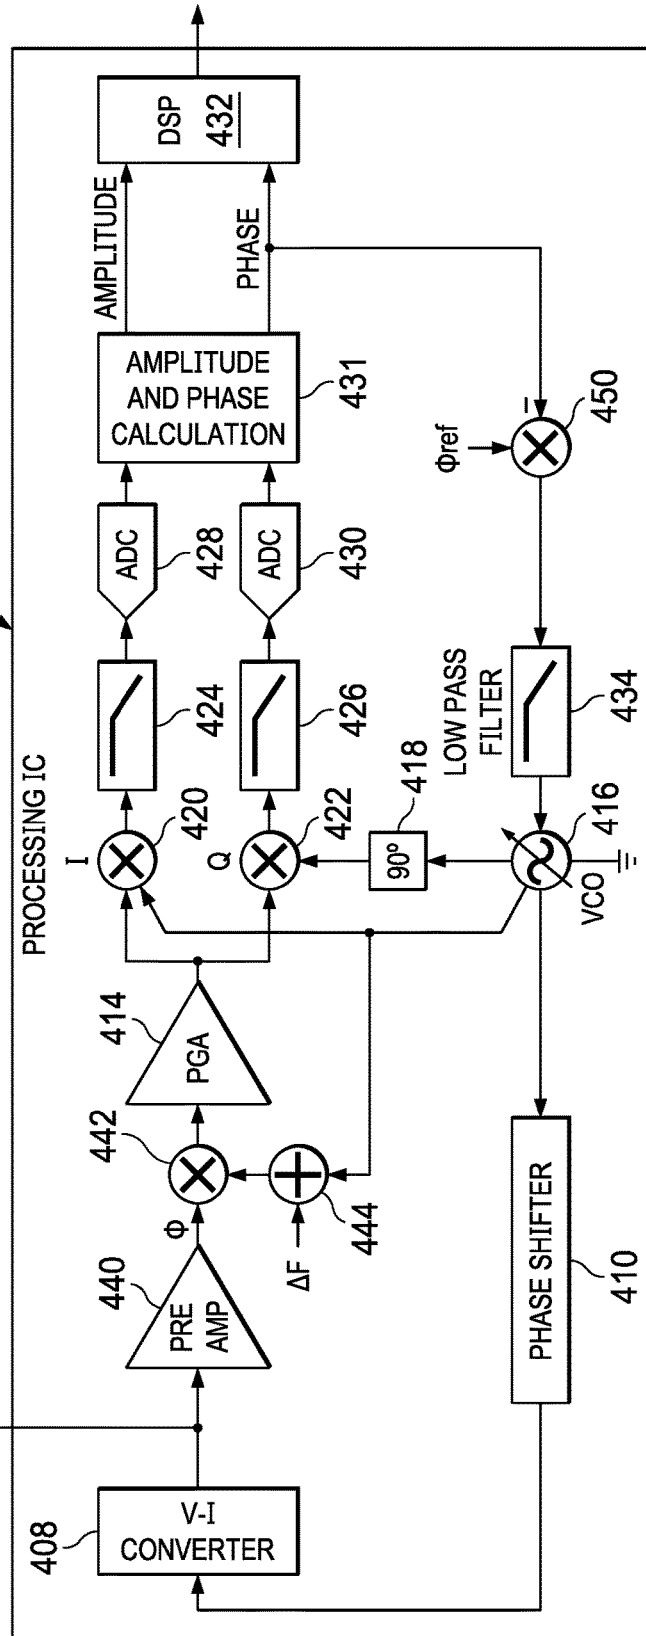 PROCESSING IC
408
V-I
CONVERTER
440
PRE
AMP
Φ
442
ΔF
444
414
PGA
I
420
Q
422
424
426
ADC
428
ADC
430
AMPLITUDE
AND PHASE
CALCULATION
431
AMPLITUDE
PHASE
DSP
432
Φref
−
450
LOW PASS
FILTER
434
418
90º
416
VCO
PHASE SHIFTER
410